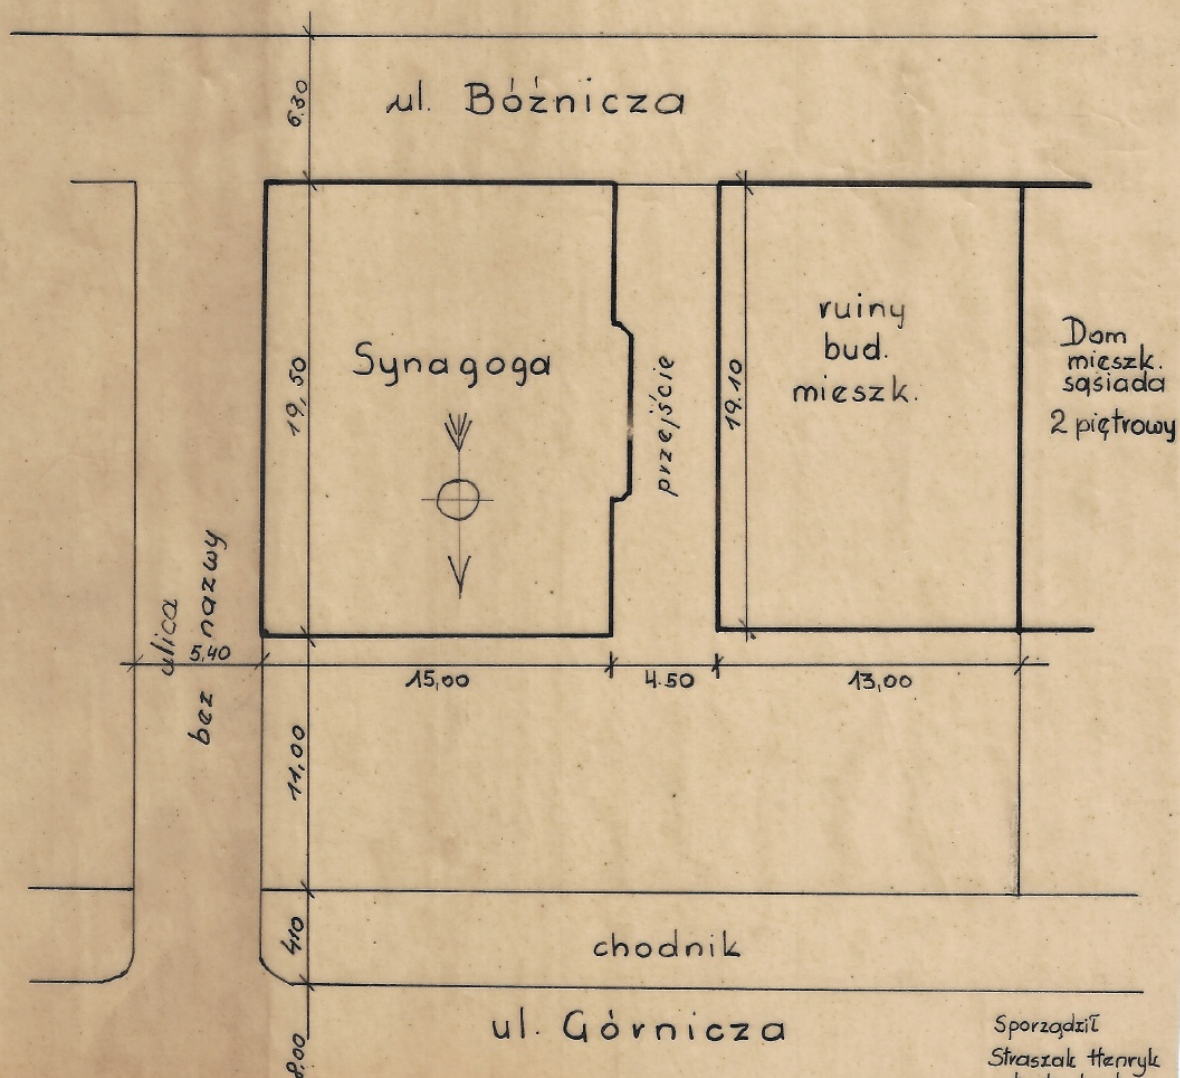 6.30
ul. Bóźnicza
Synagoga
19,50
przejście
19.10
ruiny
bud.
mieszk.
Dom
mieszk.
sąsiada
2 piętrowy
ulica
bez nazwy
5,40
15,00
4.50
13,00
11,00
4,10
chodnik
ul. Górnicza
8,00
Sporządził
Straszak Henryk